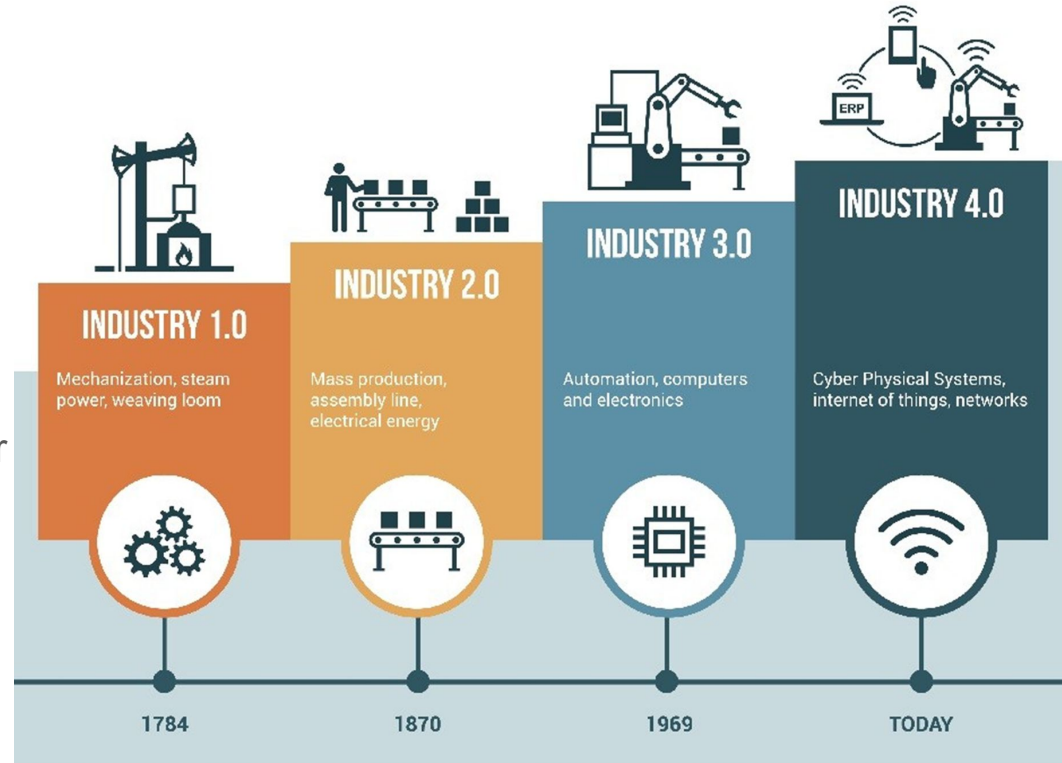 ERP
INDUSTRY 1.0
INDUSTRY 2.0
INDUSTRY 3.0
INDUSTRY 4.0
Mechanization, steam
power, weaving loom
Mass production,
assembly line,
electrical energy
Automation, computers
and electronics
Cyber Physical Systems,
internet of things, networks
r
1784
1870
1969
TODAY